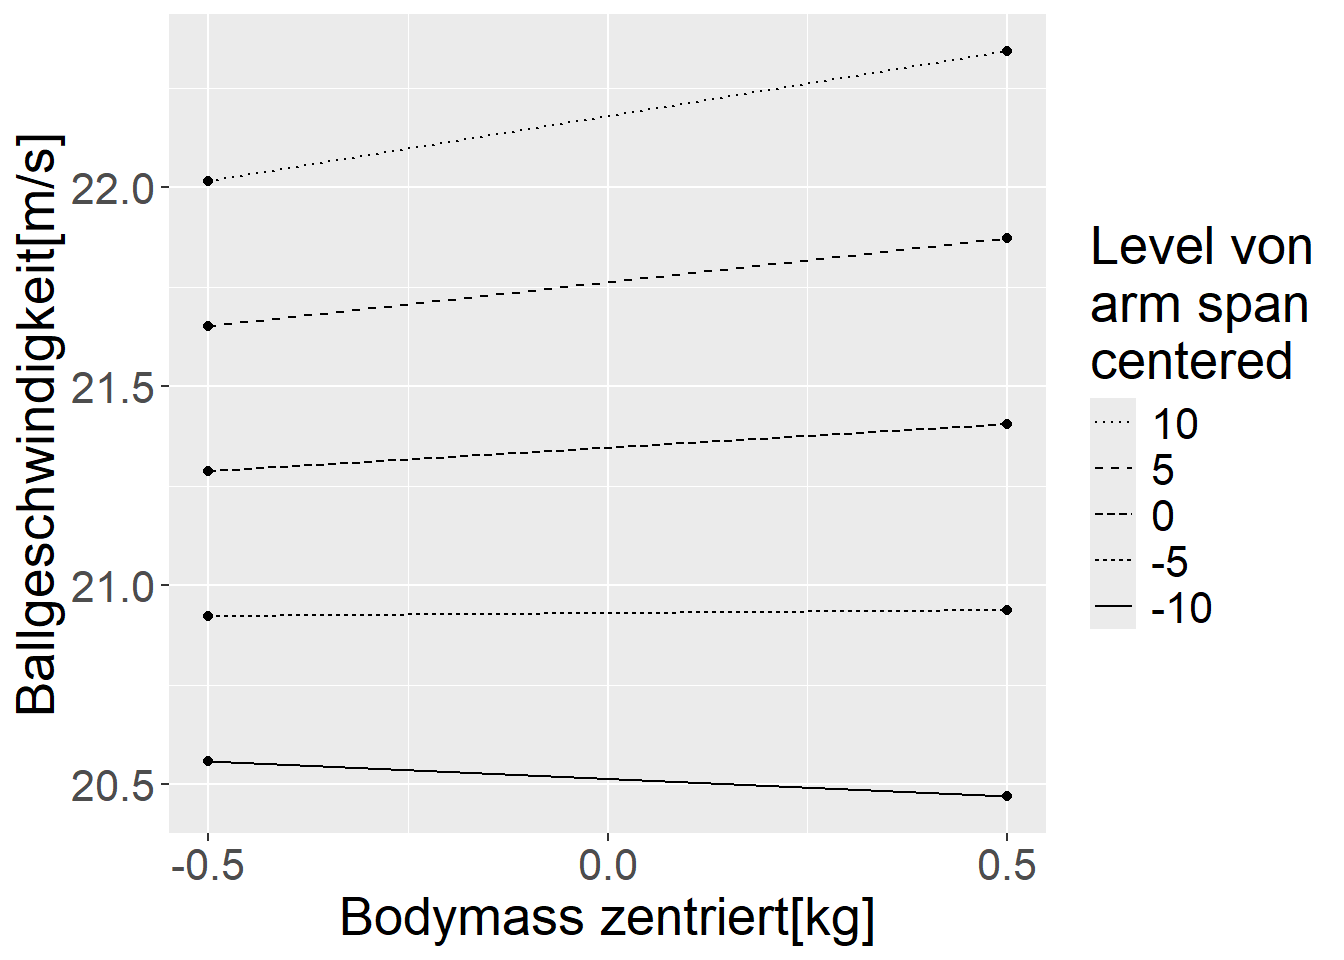 Ballgeschwindigkeit[m/s]
22.0
21.5
21.0
20.5
-0.5
0.0
0.5
Bodymass zentriert[kg]
Level von
arm span
centered
10
5
0
-5
-10